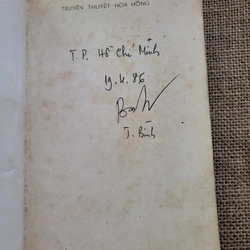 TRUYỀN THUYẾT HOA HỒNG
T.P. Hồ Chí Minh
19.4.86
T. Bình